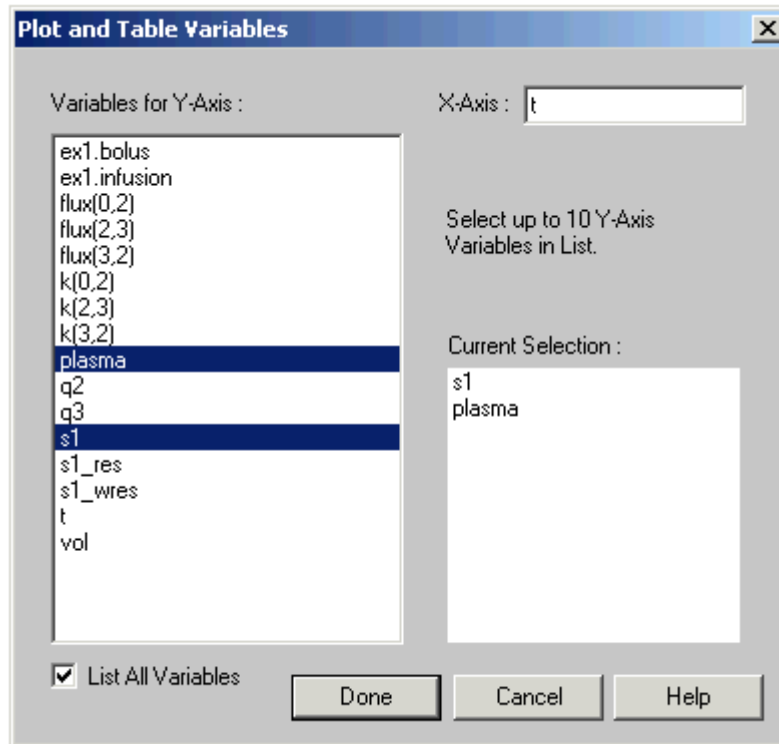 Plot and Table Variables
Variables for Y-Axis :
X-Axis : t
ex1.bolus
ex1.infusion
flux(0,2)
flux(2,3)
flux(3,2)
k(0,2)
k(2,3)
k(3,2)
plasma
q2
q3
s1
s1_res
s1_wres
t
vol
Select up to 10 Y-Axis
Variables in List.
Current Selection :
s1
plasma
List All Variables
Done
Cancel
Help